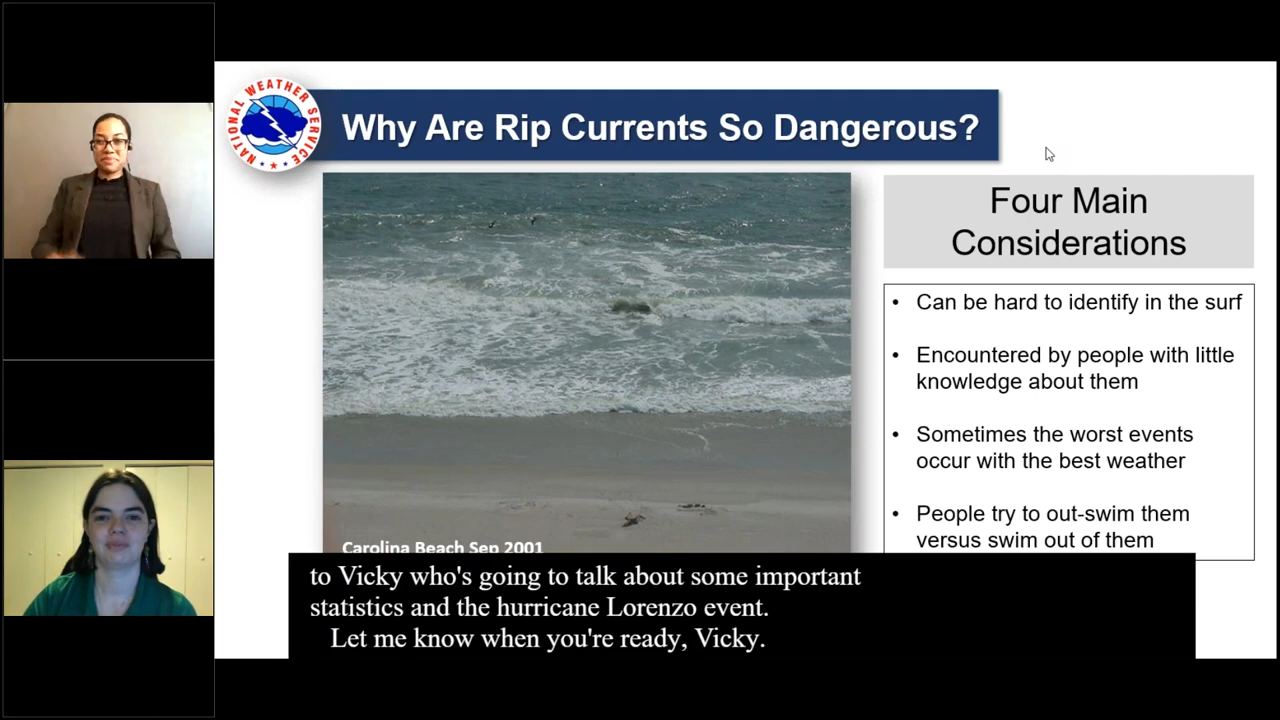 NATIONAL WEATHER SERVICE
Why Are Rip Currents So Dangerous?
Four Main
Considerations
• Can be hard to identify in the surf
• Encountered by people with little
knowledge about them
• Sometimes the worst events
occur with the best weather
• People try to out-swim them
versus swim out of them
Carolina Beach Sep 2001
to Vicky who's going to talk about some important
statistics and the hurricane Lorenzo event.
Let me know when you're ready, Vicky.